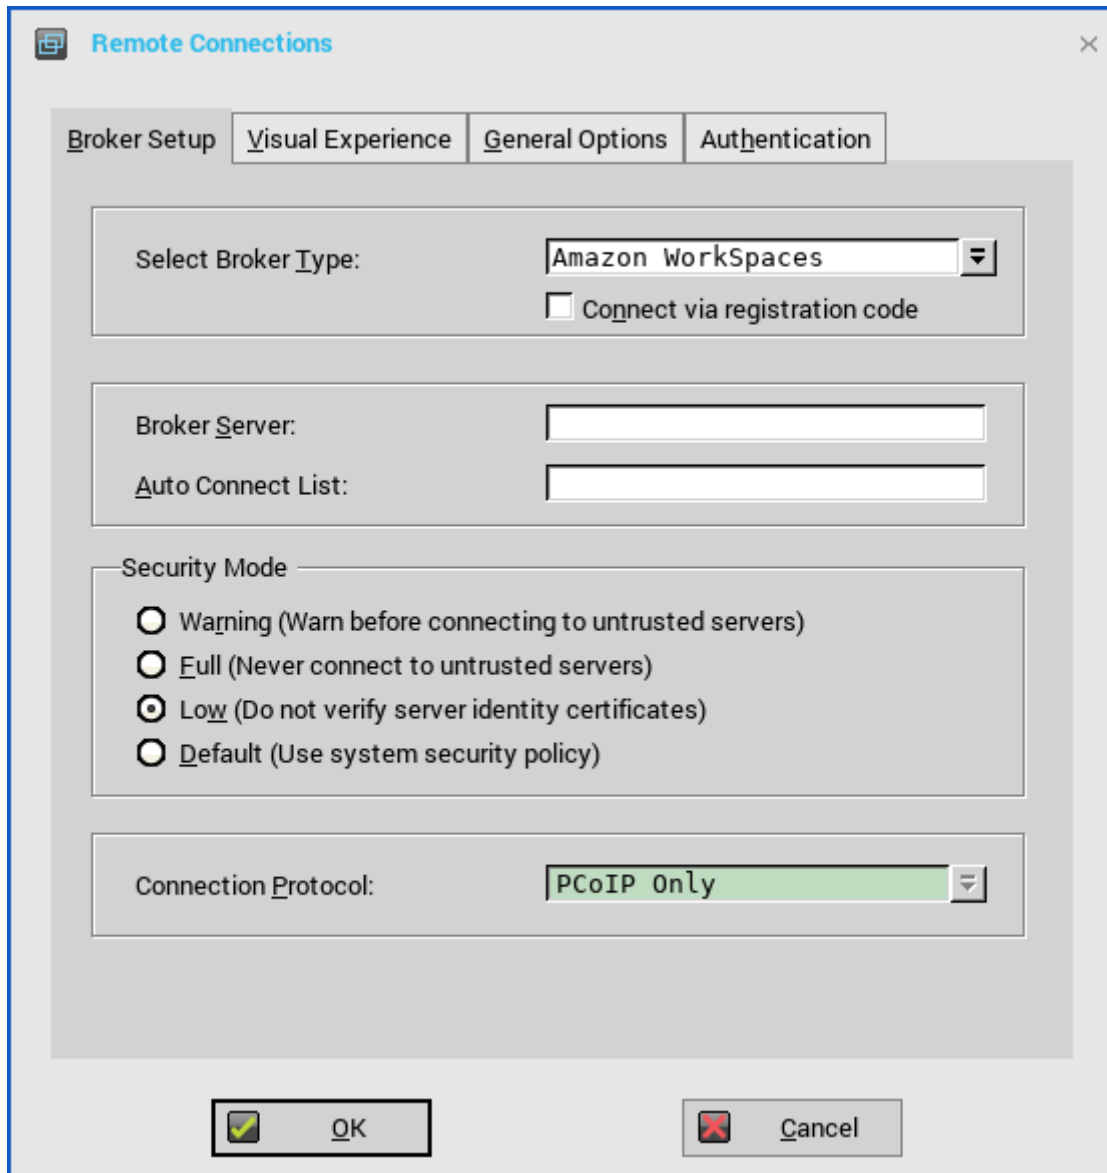 Remote Connections
Broker Setup Visual Experience General Options Authentication
Select Broker Type: Amazon WorkSpaces
Connect via registration code
Broker Server:
Auto Connect List:
Security Mode
Warning (Warn before connecting to untrusted servers)
Full (Never connect to untrusted servers)
Low (Do not verify server identity certificates)
Default (Use system security policy)
Connection Protocol: PCoIP Only
OK Cancel